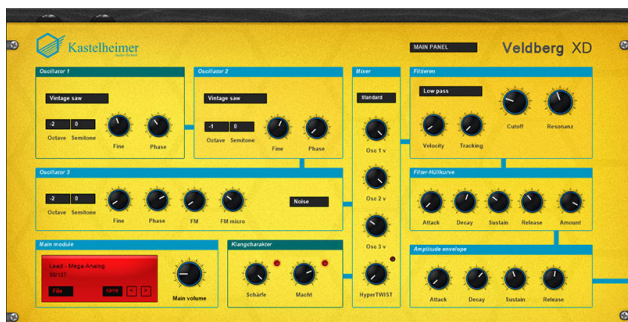 Kastelheimer
MAIN PANEL
Veldberg XD
Oscillator 1
Oscillator 2
Mixer
Filteren
Vintage saw
Vintage saw
Standard
Low pass
-2 0
-1 0
Octave Semitone
Fine Phase
Octave Semitone
Fine Phase
Osc 1 v
Velocity Tracking
Cutoff Resonanz
Oscillator 3
Filter-Hüllkurve
-2 0
Noise
Octave Semitone
Fine Phase FM FM micro
Osc 2 v
Attack Decay Sustain Release Amount
Main module
Klangcharakter
Osc 3 v
Amplitude envelope
Lead - Mega Analog
File
< >
Main volume
Schärfe Macht
HyperTWIST
Attack Decay Sustain Release